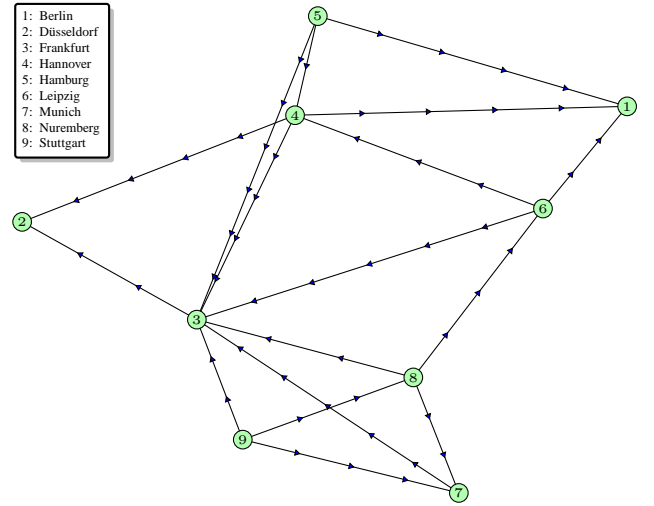 1: Berlin
2: Düsseldorf
3: Frankfurt
4: Hannover
5: Hamburg
6: Leipzig
7: Munich
8: Nuremberg
9: Stuttgart
5
1
4
6
2
3
8
9
7